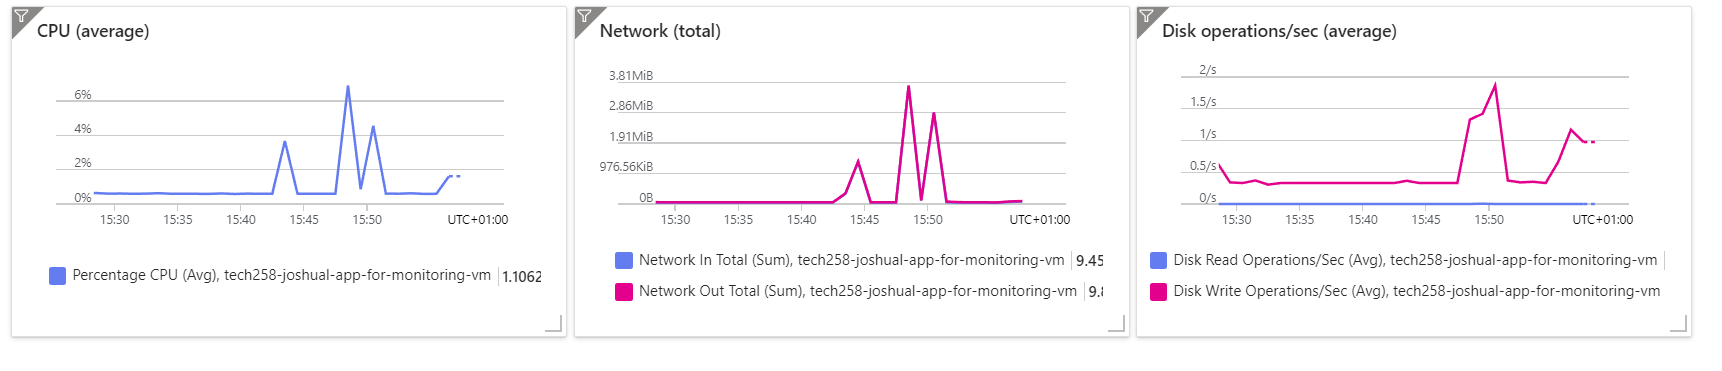 CPU (average)
6%
4%
2%
0%
15:30 15:35 15:40 15:45 15:50 UTC+01:00
Percentage CPU (Avg), tech258-joshual-app-for-monitoring-vm 1.1062
Network (total)
3.81MiB
2.86MiB
1.91MiB
976.56KiB
0B
15:30 15:35 15:40 15:45 15:50 UTC+01:00
Network In Total (Sum), tech258-joshual-app-for-monitoring-vm 9.45
Network Out Total (Sum), tech258-joshual-app-for-monitoring-vm 9.8
Disk operations/sec (average)
2/s
1.5/s
1/s
0.5/s
0/s
15:30 15:35 15:40 15:45 15:50 UTC+01:00
Disk Read Operations/Sec (Avg), tech258-joshual-app-for-monitoring-vm
Disk Write Operations/Sec (Avg), tech258-joshual-app-for-monitoring-vm